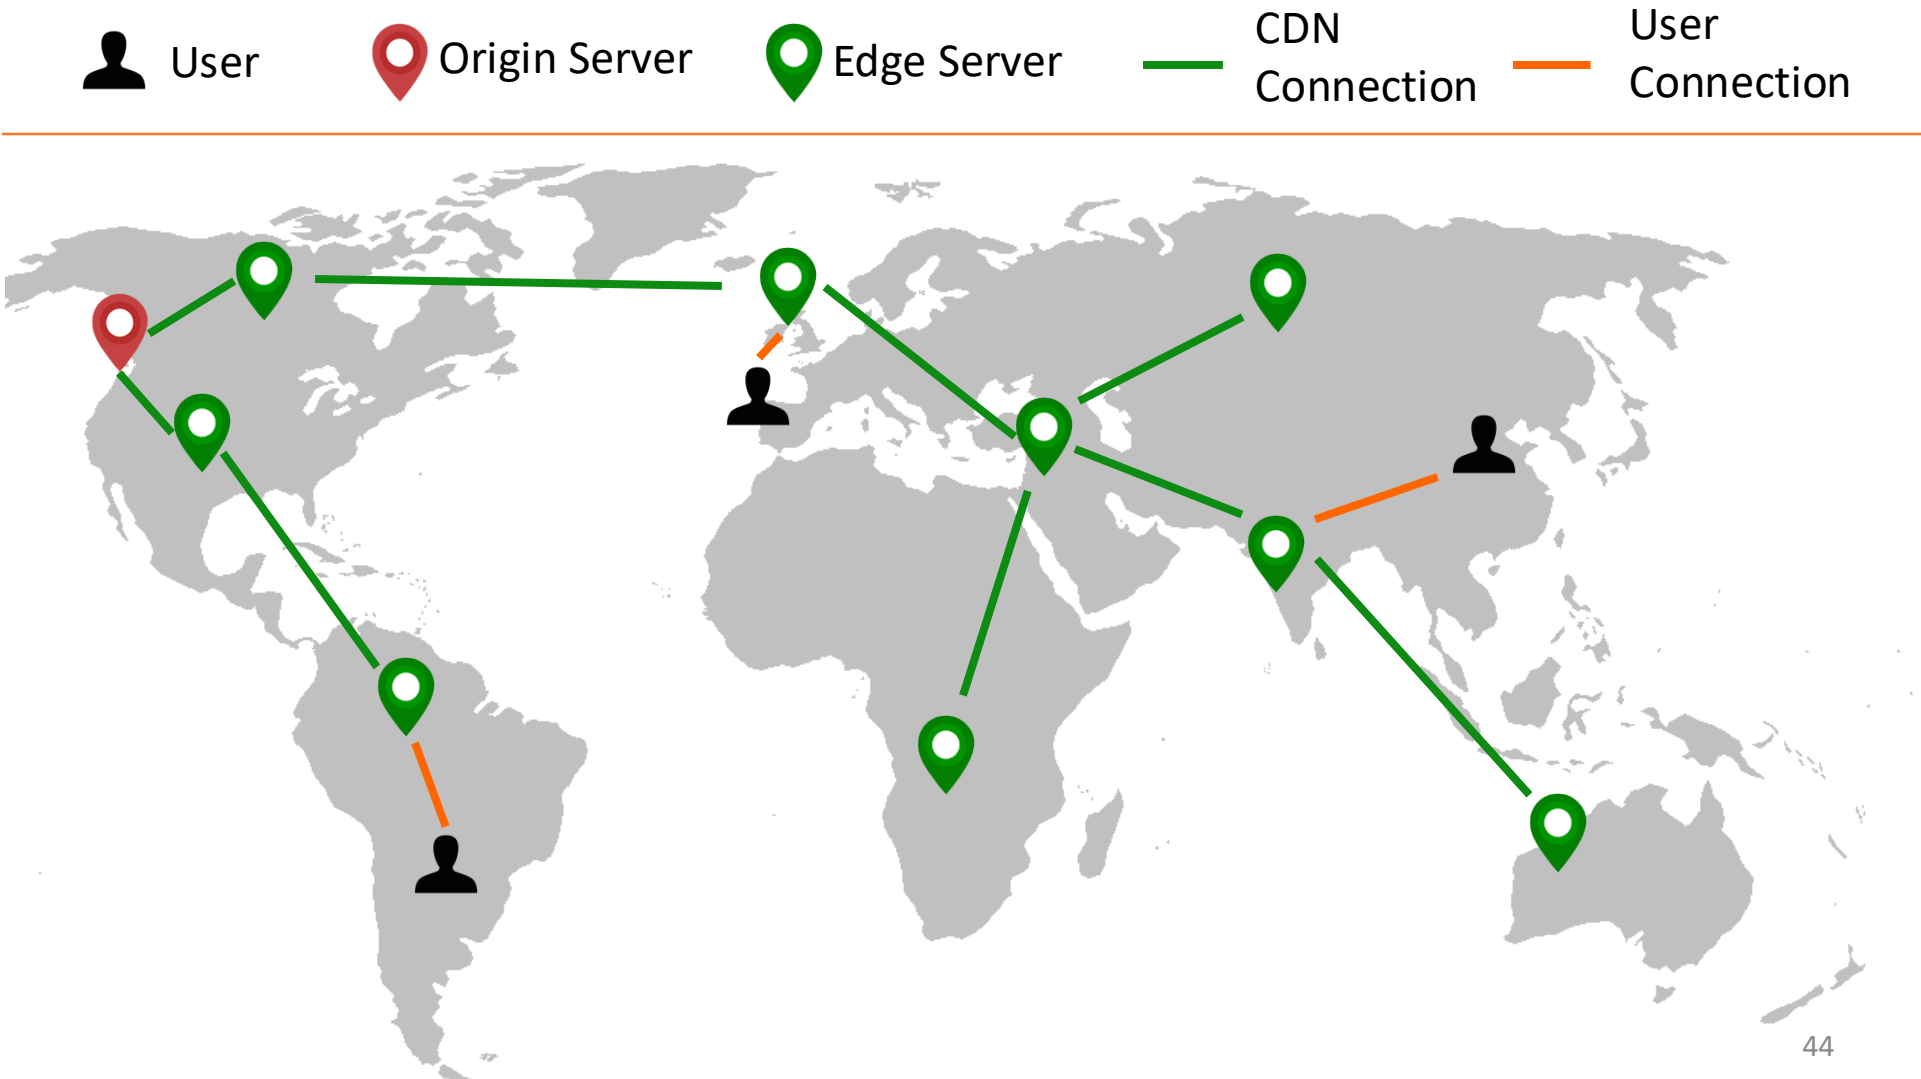 User
Origin Server
Edge Server
CDN
Connection
User
Connection
44